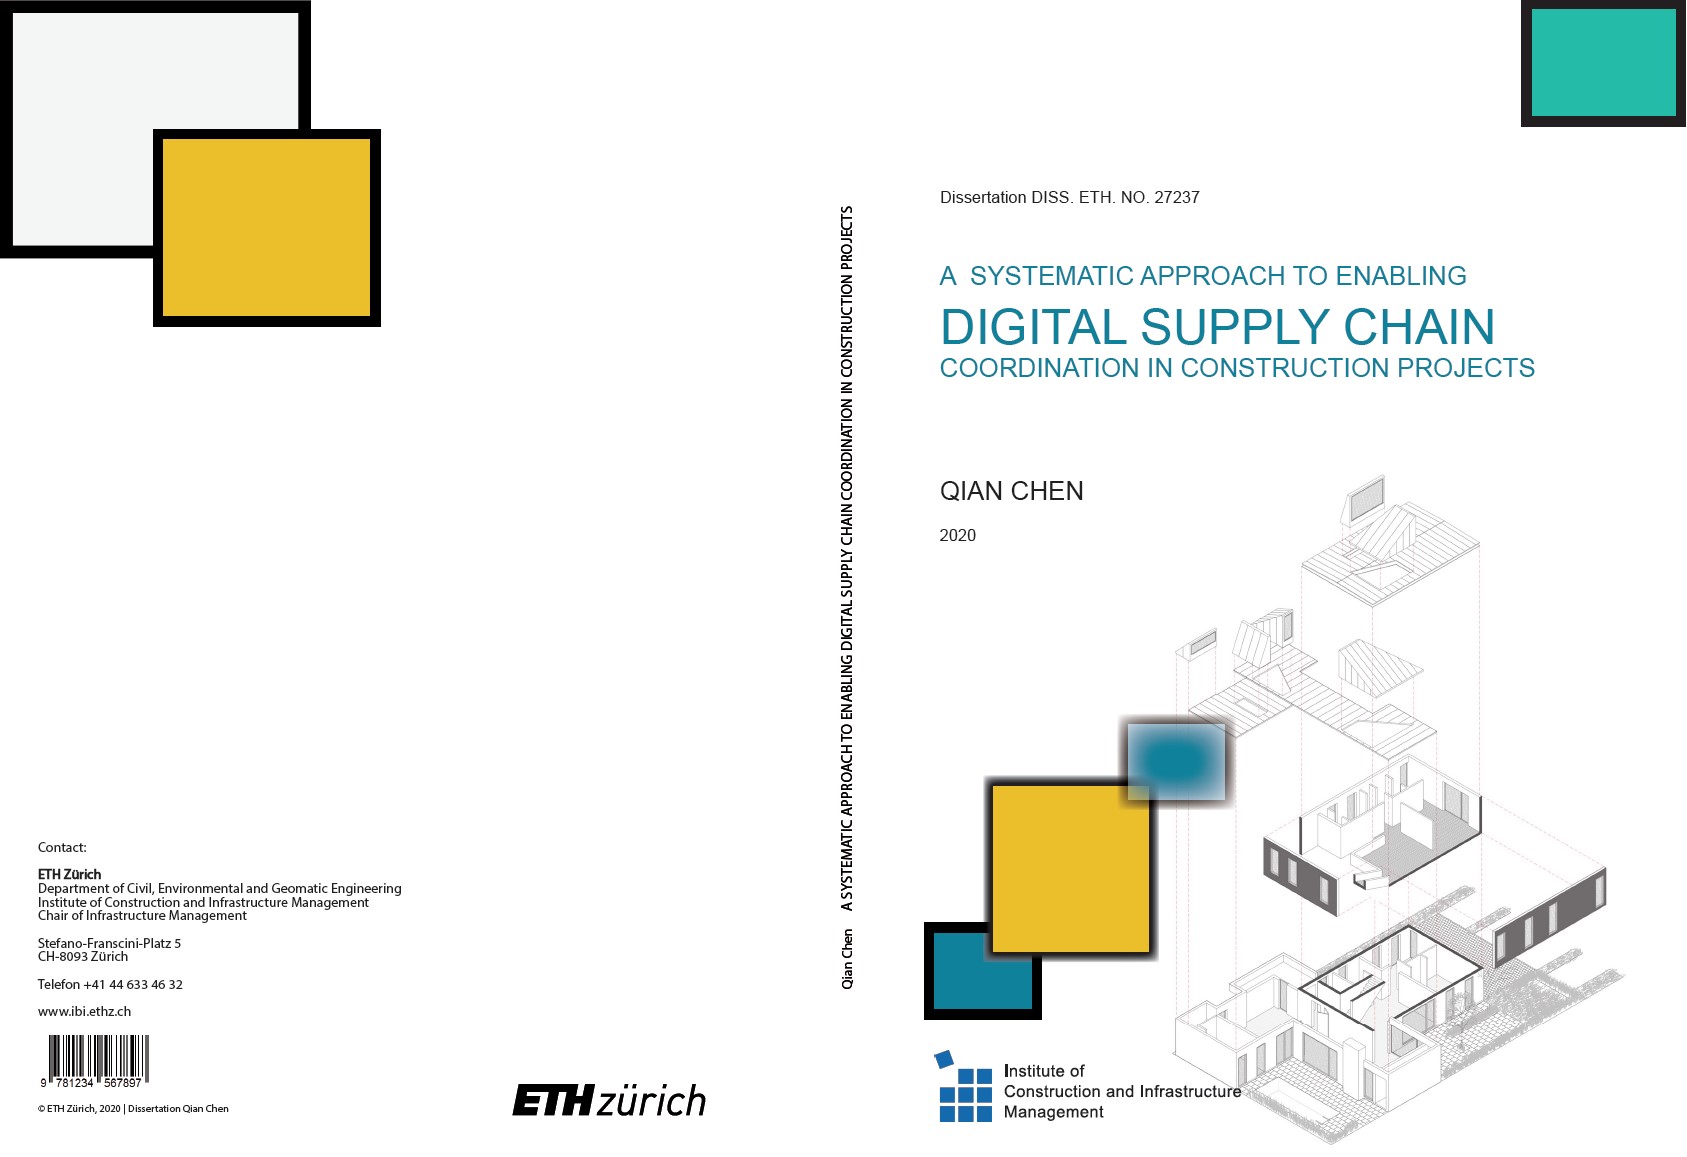 Dissertation DISS. ETH. NO. 27237
A SYSTEMATIC APPROACH TO ENABLING
DIGITAL SUPPLY CHAIN
COORDINATION IN CONSTRUCTION PROJECTS
QIAN CHEN
2020
Institute of
Construction and Infrastructure
Management
Qian Chen A SYSTEMATIC APPROACH TO ENABLING DIGITAL SUPPLY CHAIN COORDINATION IN CONSTRUCTION PROJECTS
Contact:
ETH Zürich
Department of Civil, Environmental and Geomatic Engineering
Institute of Construction and Infrastructure Management
Chair of Infrastructure Management
Stefano-Franscini-Platz 5
CH-8093 Zürich
Telefon +41 44 633 46 32
www.ibi.ethz.ch
9 781234 567897
© ETH Zürich, 2020 | Dissertation Qian Chen
ETH zürich